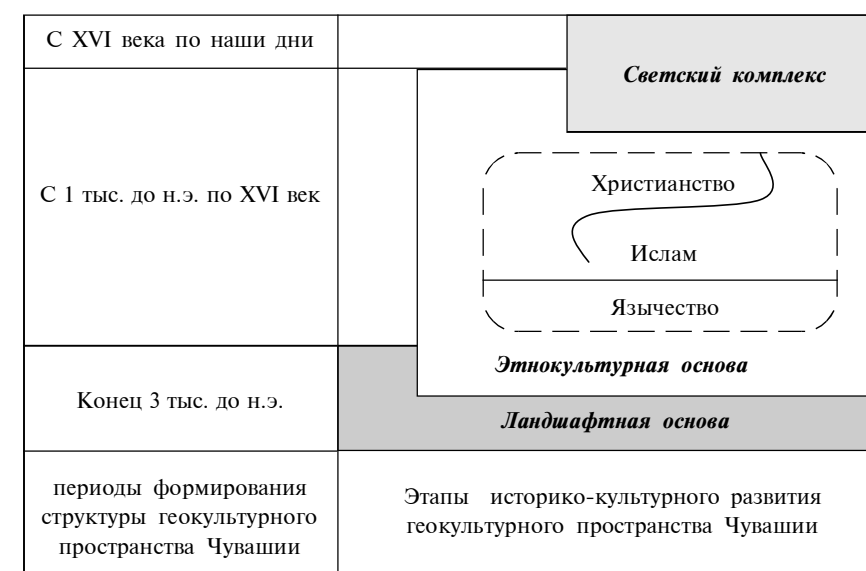 С XVI века по наши дни
Светский комплекс
С 1 тыс. до н.э. по XVI век
Христианство
Ислам
Язычество
Этнокультурная основа
Конец 3 тыс. до н.э.
Ландшафтная основа
периоды формирования
структуры геокультурного
пространства Чувашии
Этапы историко-культурного развития
геокультурного пространства Чувашии